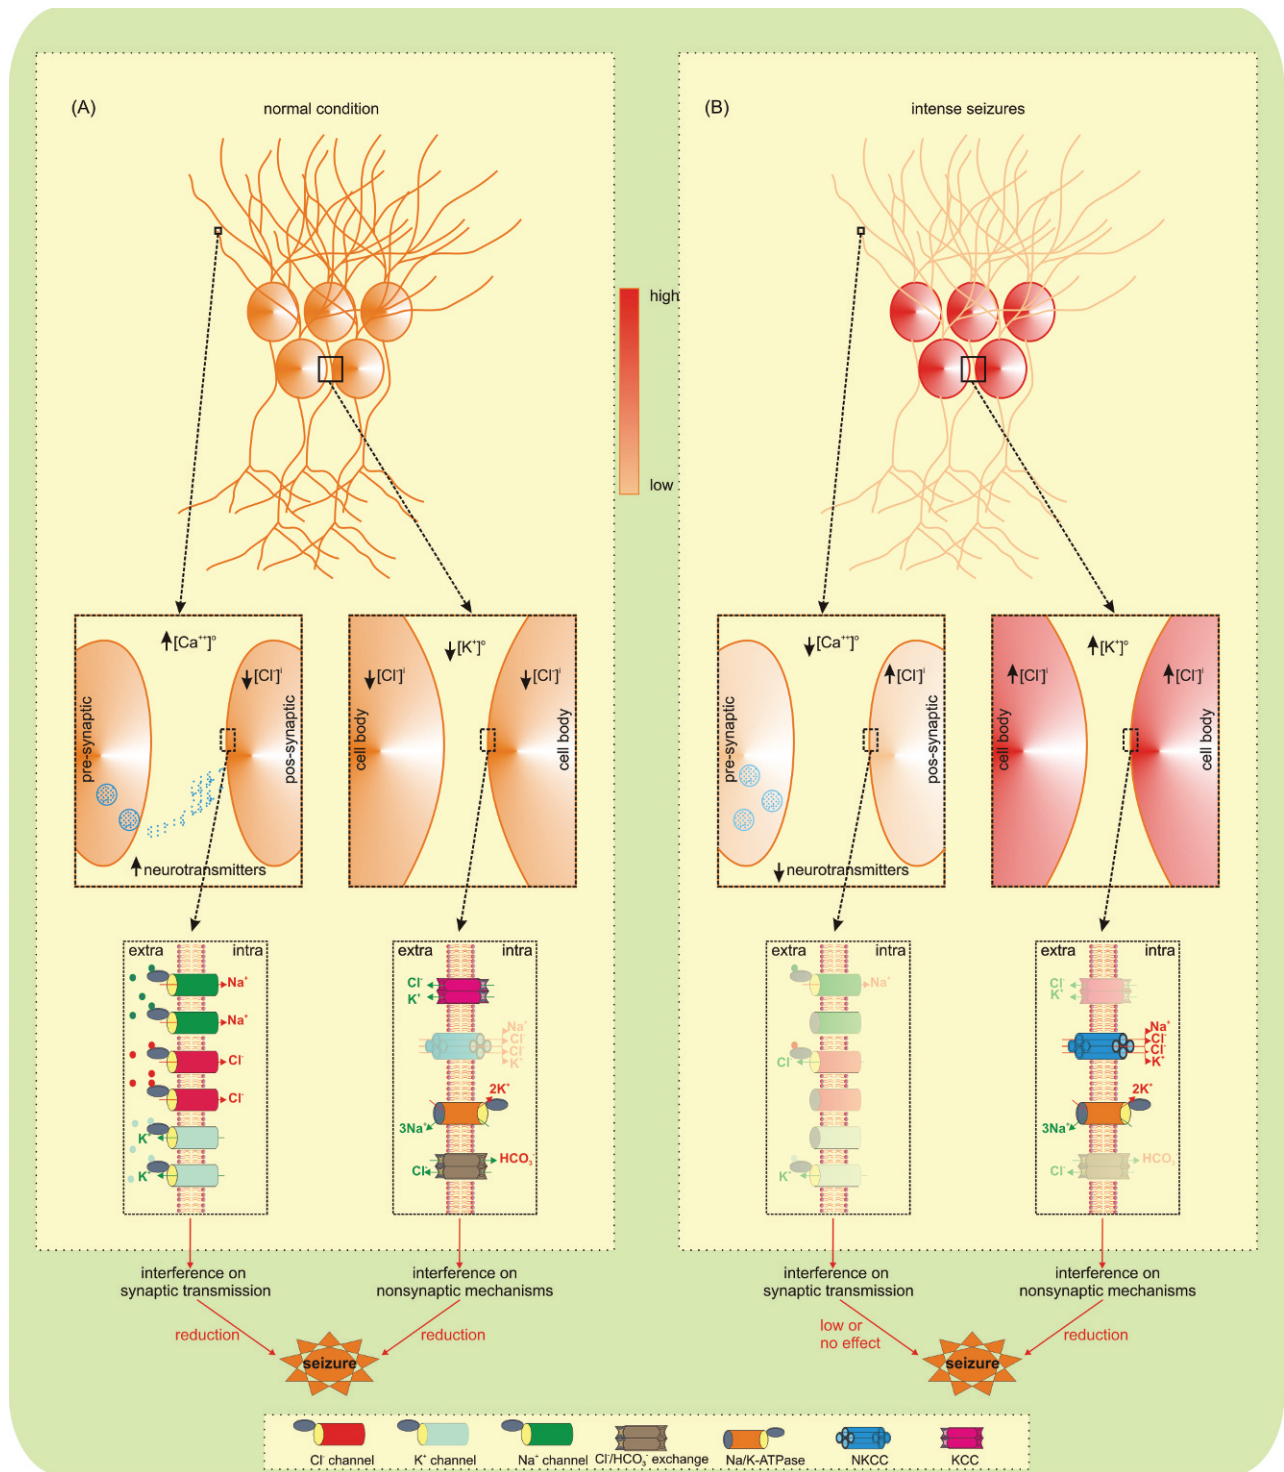 (A)
normal condition
(B)
intense seizures
high
low
[Ca⁺⁺]º
[Cl⁻]ⁱ
pre-synaptic
pos-synaptic
neurotransmitters
[K⁺]º
[Cl⁻]ⁱ
[Cl⁻]ⁱ
cell body
cell body
[Ca⁺⁺]º
[Cl⁻]ⁱ
pre-synaptic
pos-synaptic
neurotransmitters
[K⁺]º
[Cl⁻]ⁱ
[Cl⁻]ⁱ
cell body
cell body
extra intra
Na⁺
Na⁺
Cl⁻
Cl⁻
K⁺
K⁺
extra intra
Cl⁻
K⁺
Na⁺
Cl⁻
Cl⁻
K⁺
2K⁺
3Na⁺
HCO₃⁻
Cl⁻
extra intra
Na⁺
Cl⁻
K⁺
extra intra
Cl⁻
K⁺
Na⁺
Cl⁻
Cl⁻
K⁺
2K⁺
3Na⁺
HCO₃⁻
Cl⁻
interference on
synaptic transmission
interference on
nonsynaptic mechanisms
reduction
reduction
seizure
interference on
synaptic transmission
interference on
nonsynaptic mechanisms
low or
no effect
reduction
seizure
Cl⁻ channel
K⁺ channel
Na⁺ channel
Cl⁻/HCO₃⁻ exchange
Na/K-ATPase
NKCC
KCC